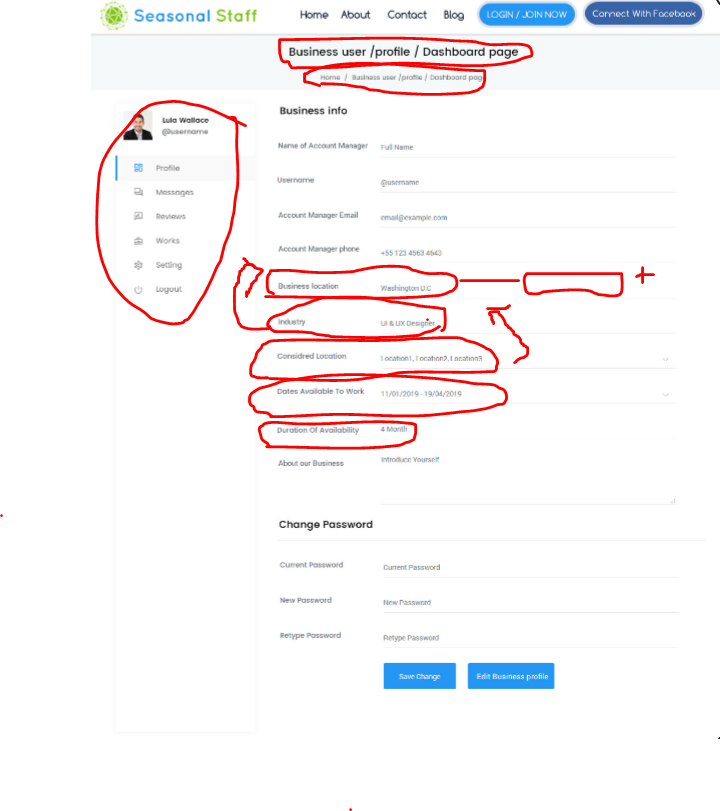 Seasonal Staff Home About Contact Blog LOGIN / JOIN NOW Connect With Facebook
Business user /profile / Dashboard page
Home / Business user /profile / Dashboard page
Lula Wallace
@username
Profile
Messages
Reviews
Works
Setting
Logout
Business info
Name of Account Manager Full Name
Username @username
Account Manager Email email@example.com
Account Manager phone +55 123 4563 4643
Business location Washington D.C
Industry UI & UX Designer
Considred Location Location1, Location2, Location3
Dates Available To Work 11/01/2019 - 19/04/2019
Duration Of Availability 4 Month
About our Business Introduce Yourself
Change Password
Current Password Current Password
New Password New Password
Retype Password Retype Password
Save Change Edit Business profile